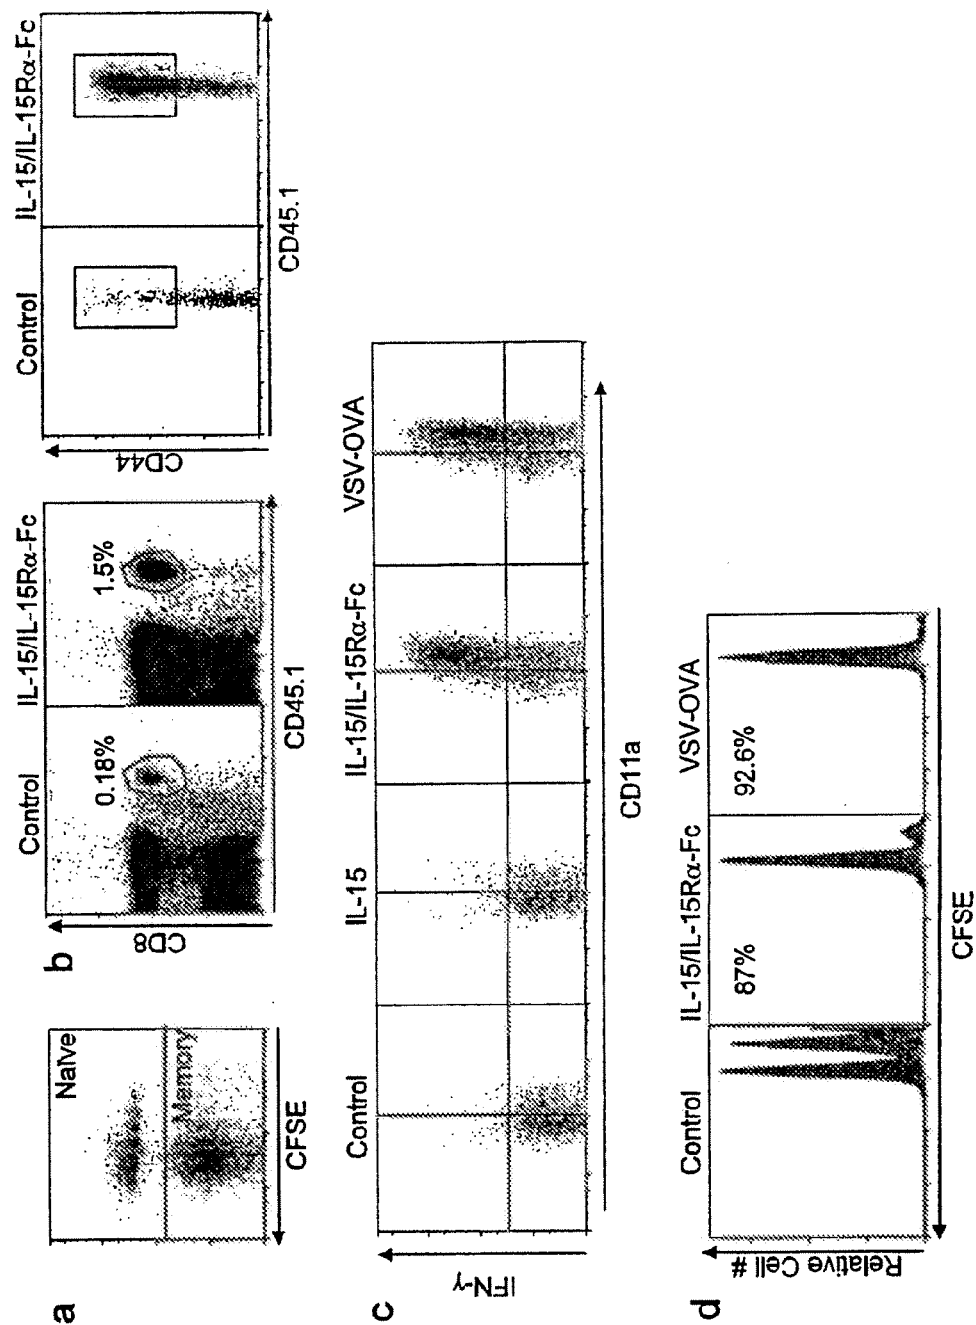 a
Naïve
Memory
CFSE
b
Control
IL-15/IL-15Rα-Fc
0.18%
1.5%
CD8
CD45.1
Control
IL-15/IL-15Rα-Fc
CD44
CD45.1
c
Control
IL-15
IL-15/IL-15Rα-Fc
VSV-OVA
IFN-γ
CD11a
d
Control
IL-15/IL-15Rα-Fc
VSV-OVA
87%
92.6%
Relative Cell #
CFSE